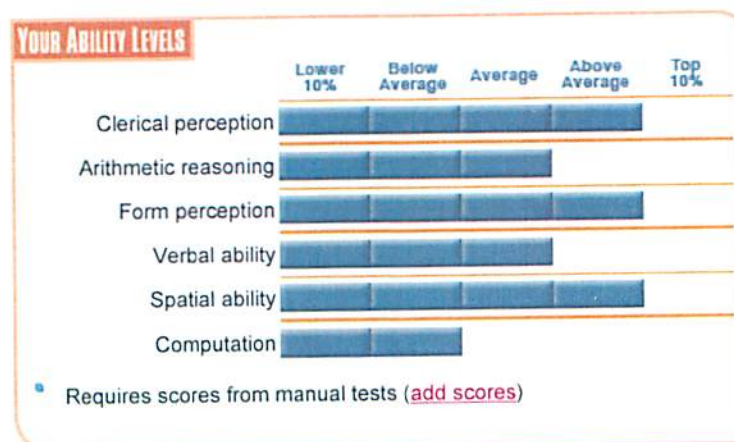 YOUR ABILITY LEVELS
Lower 10% Below Average Average Above Average Top 10%
Clerical perception
Arithmetic reasoning
Form perception
Verbal ability
Spatial ability
Computation
Requires scores from manual tests (add scores)